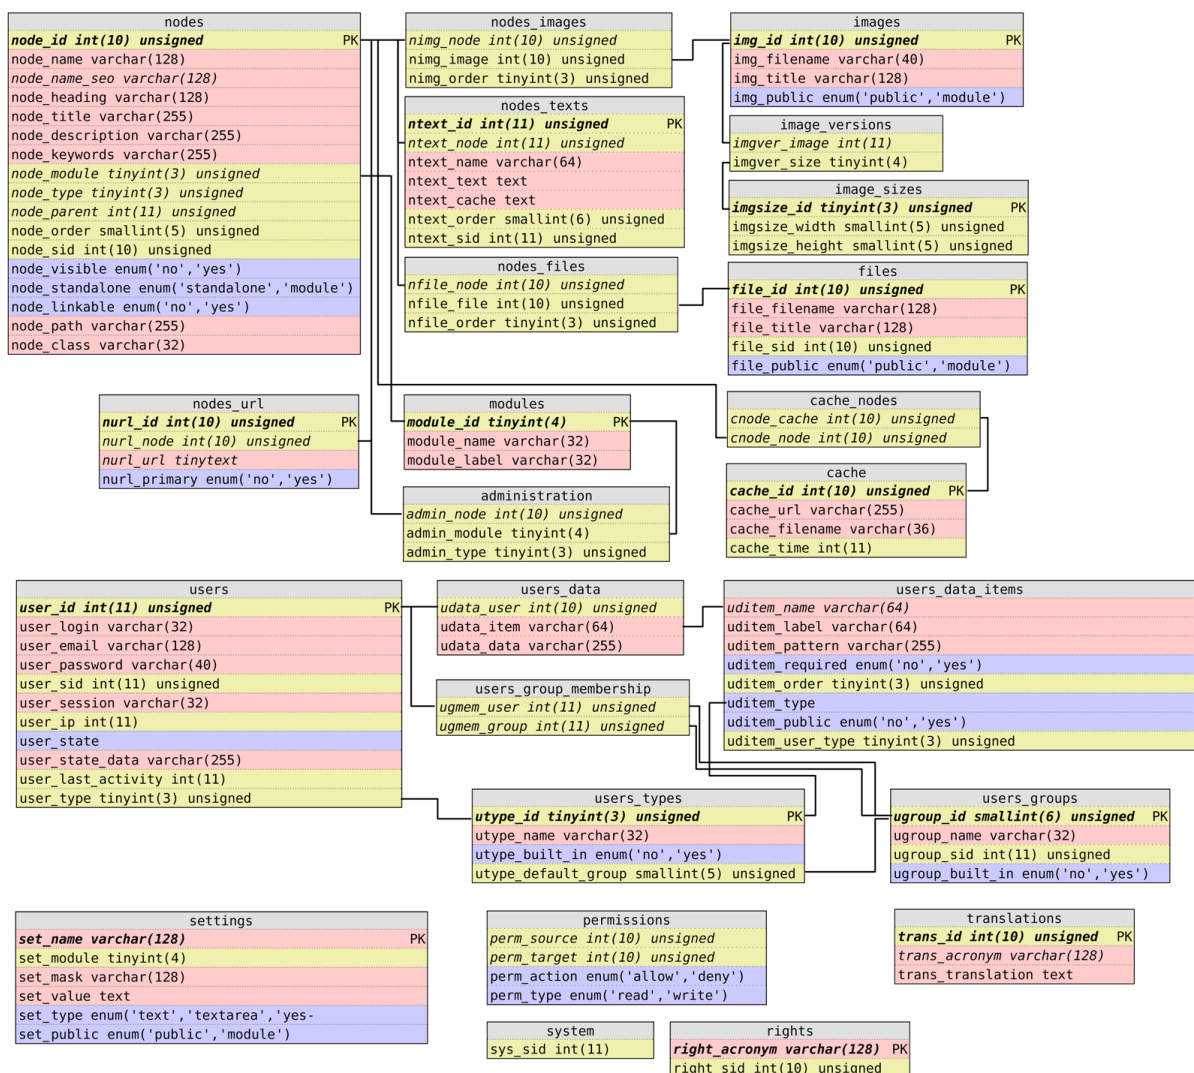 nodes
node_id int(10) unsigned PK
node_name varchar(128)
node_name_seo varchar(128)
node_heading varchar(128)
node_title varchar(255)
node_description varchar(255)
node_keywords varchar(255)
node_module tinyint(3) unsigned
node_type tinyint(3) unsigned
node_parent int(11) unsigned
node_order smallint(5) unsigned
node_sid int(10) unsigned
node_visible enum('no','yes')
node_standalone enum('standalone','module')
node_linkable enum('no','yes')
node_path varchar(255)
node_class varchar(32)
nodes_images
nimg_node int(10) unsigned
nimg_image int(10) unsigned
nimg_order tinyint(3) unsigned
images
img_id int(10) unsigned PK
img_filename varchar(40)
img_title varchar(128)
img_public enum('public','module')
nodes_texts
ntext_id int(11) unsigned PK
ntext_node int(11) unsigned
ntext_name varchar(64)
ntext_text text
ntext_cache text
ntext_order smallint(6) unsigned
ntext_sid int(11) unsigned
image_versions
imgver_image int(11)
imgver_size tinyint(4)
image_sizes
imgsize_id tinyint(3) unsigned PK
imgsize_width smallint(5) unsigned
imgsize_height smallint(5) unsigned
nodes_files
nfile_node int(10) unsigned
nfile_file int(10) unsigned
nfile_order tinyint(3) unsigned
files
file_id int(10) unsigned PK
file_filename varchar(128)
file_title varchar(128)
file_sid int(10) unsigned
file_public enum('public','module')
nodes_url
nurl_id int(10) unsigned PK
nurl_node int(10) unsigned
nurl_url tinytext
nurl_primary enum('no','yes')
modules
module_id tinyint(4) PK
module_name varchar(32)
module_label varchar(32)
cache_nodes
cnode_cache int(10) unsigned
cnode_node int(10) unsigned
administration
admin_node int(10) unsigned
admin_module tinyint(4)
admin_type tinyint(3) unsigned
cache
cache_id int(10) unsigned PK
cache_url varchar(255)
cache_filename varchar(36)
cache_time int(11)
users
user_id int(11) unsigned PK
user_login varchar(32)
user_email varchar(128)
user_password varchar(40)
user_sid int(11) unsigned
user_session varchar(32)
user_ip int(11)
user_state
user_state_data varchar(255)
user_last_activity int(11)
user_type tinyint(3) unsigned
users_data
udata_user int(10) unsigned
udata_item varchar(64)
udata_data varchar(255)
users_data_items
uditem_name varchar(64)
uditem_label varchar(64)
uditem_pattern varchar(255)
uditem_required enum('no','yes')
uditem_order tinyint(3) unsigned
uditem_type
uditem_public enum('no','yes')
uditem_user_type tinyint(3) unsigned
users_group_membership
ugmem_user int(11) unsigned
ugmem_group int(11) unsigned
users_types
utype_id tinyint(3) unsigned PK
utype_name varchar(32)
utype_built_in enum('no','yes')
utype_default_group smallint(5) unsigned
users_groups
ugroup_id smallint(6) unsigned PK
ugroup_name varchar(32)
ugroup_sid int(11) unsigned
ugroup_built_in enum('no','yes')
settings
set_name varchar(128) PK
set_module tinyint(4)
set_mask varchar(128)
set_value text
set_type enum('text','textarea','yes-
set_public enum('public','module')
permissions
perm_source int(10) unsigned
perm_target int(10) unsigned
perm_action enum('allow','deny')
perm_type enum('read','write')
translations
trans_id int(10) unsigned PK
trans_acronym varchar(128)
trans_translation text
system
sys_sid int(11)
rights
right_acronym varchar(128) PK
right_sid int(10) unsigned